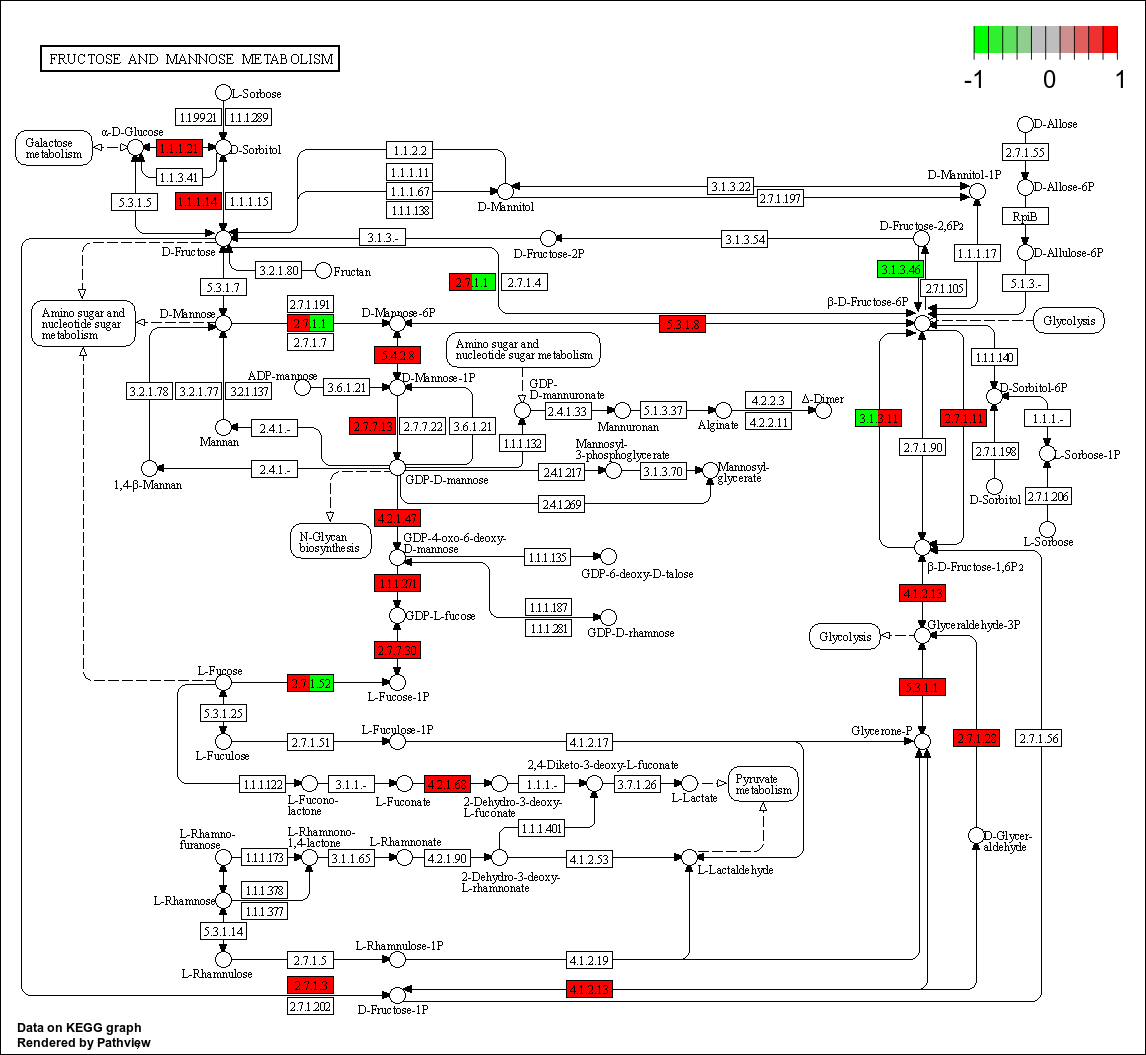 FRUCTOSE AND MANNOSE METABOLISM
-1
0
1
L-Sorbose
1.1.99.21
1.1.1.289
α-D-Glucose
Galactose
metabolism
1.1.1.21
D-Sorbitol
1.1.3.41
5.3.1.5
1.1.1.14
1.1.1.15
1.1.2.2
1.1.1.11
1.1.1.67
1.1.1.138
D-Mannitol
3.1.3.22
2.7.1.197
D-Mannitol-1P
D-Allose
2.7.1.55
D-Allose-6P
RpiB
D-Allulose-6P
5.1.3.-
D-Fructose
3.1.3.-
D-Fructose-2P
3.1.3.54
D-Fructose-2,6P2
1.1.1.17
3.1.3.46
2.7.1.105
3.2.1.80
Fructan
5.3.1.7
2.7.1.1
2.7.1.4
β-D-Fructose-6P
Glycolysis
Amino sugar and
nucleotide sugar
metabolism
D-Mannose
2.7.1.191
2.7.1.1
2.7.1.7
D-Mannose-6P
5.3.1.8
5.4.2.8
Amino sugar and
nucleotide sugar metabolism
1.1.1.140
D-Sorbitol-6P
ADP-mannose
3.6.1.21
D-Mannose-1P
GDP-
D-mannuronate
3.2.1.78
3.2.1.77
3.2.1.137
2.4.1.33
Mannuronan
5.1.3.37
Alginate
4.2.2.3
4.2.2.11
Δ-Dimer
3.1.3.11
2.7.1.11
1.1.1.-
Mannan
2.4.1.-
2.7.7.13
2.7.7.22
3.6.1.21
1.1.1.132
2.7.1.90
2.7.1.198
L-Sorbose-1P
1,4-β-Mannan
2.4.1.-
GDP-D-mannose
2.4.1.217
Mannosyl-
3-phosphoglycerate
3.1.3.70
Mannosyl-
glycerate
2.4.1.269
D-Sorbitol
2.7.1.206
L-Sorbose
N-Glycan
biosynthesis
4.2.1.47
GDP-4-oxo-6-deoxy-
D-mannose
1.1.1.135
GDP-6-deoxy-D-talose
β-D-Fructose-1,6P2
1.1.1.271
4.1.2.13
GDP-L-fucose
1.1.1.187
1.1.1.281
GDP-D-rhamnose
Glycolysis
Glyceraldehyde-3P
2.7.7.30
L-Fucose
2.7.1.52
L-Fucose-1P
5.3.1.1
5.3.1.25
L-Fuculose
2.7.1.51
L-Fuculose-1P
4.1.2.17
Glycerone-P
2.7.1.28
2.7.1.56
1.1.1.122
L-Fucono-
lactone
3.1.1.-
L-Fuconate
4.2.1.68
2-Dehydro-3-deoxy-
L-fuconate
1.1.1.-
2,4-Diketo-3-deoxy-L-fuconate
3.7.1.26
L-Lactate
Pyruvate
metabolism
1.1.1.401
L-Rhamno-
furanose
1.1.1.173
L-Rhamnono-
1,4-lactone
3.1.1.65
L-Rhamnonate
4.2.1.90
2-Dehydro-3-deoxy-
L-rhamnonate
4.1.2.53
L-Lactaldehyde
D-Glycer-
aldehyde
1.1.1.378
1.1.1.377
L-Rhamnose
5.3.1.14
L-Rhamnulose
2.7.1.5
L-Rhamnulose-1P
4.1.2.19
2.7.1.3
2.7.1.202
D-Fructose-1P
4.1.2.13
Data on KEGG graph
Rendered by Pathview